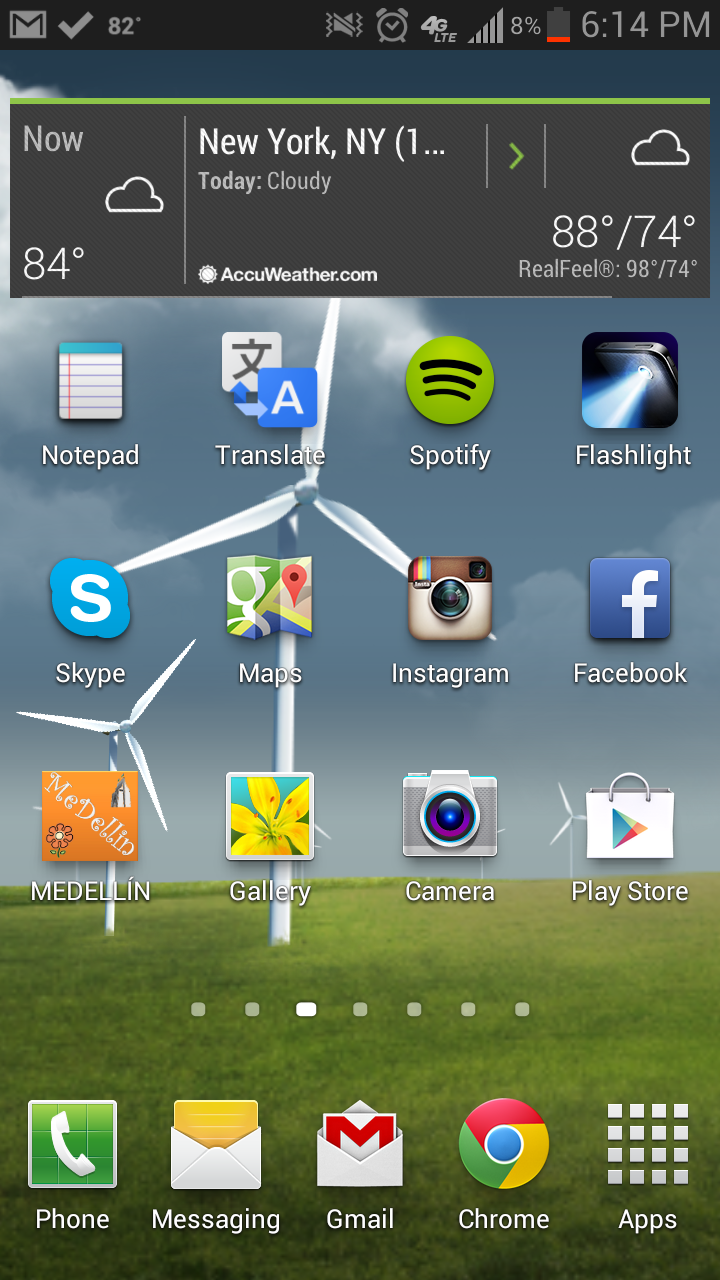 82°
4G LTE
8%
6:14 PM
Now
84°
New York, NY (1...
Today: Cloudy
AccuWeather.com
88°/74°
RealFeel®: 98°/74°
文
A
Notepad
Translate
Spotify
Flashlight
S
g
Insta
f
Skype
Maps
Instagram
Facebook
MeDellín
MEDELLÍN
Gallery
Camera
Play Store
Phone
Messaging
Gmail
Chrome
Apps